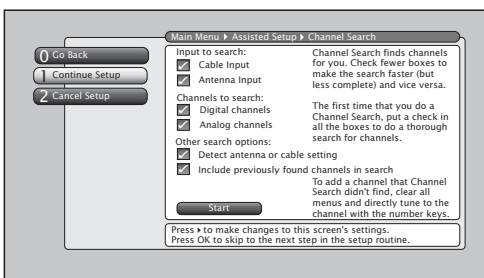 Main Menu ▸ Assisted Setup ▸ Channel Search
0 Go Back
1 Continue Setup
2 Cancel Setup
Input to search:
Cable Input
Antenna Input
Channels to search:
Digital channels
Analog channels
Other search options:
Detect antenna or cable setting
Include previously found channels in search
Start
Channel Search finds channels
for you. Check fewer boxes to
make the search faster (but
less complete) and vice versa.
The first time that you do a
Channel Search, put a check in
all the boxes to do a thorough
search for channels.
To add a channel that Channel
Search didn't find, clear all
menus and directly tune to the
channel with the number keys.
Press ▸ to make changes to this screen's settings.
Press OK to skip to the next step in the setup routine.